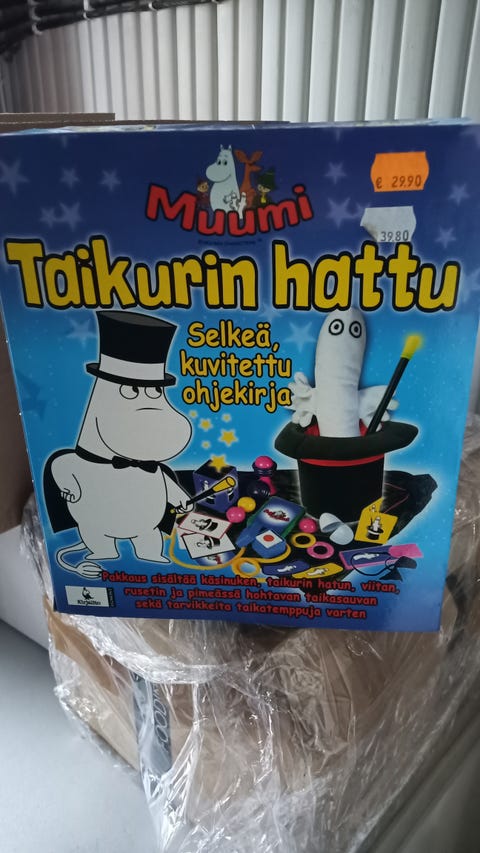 Muumi
€ 29.90
39.80
Taikurin hattu
Selkeä,
kuvitettu
ohjekirja
Pakkaus sisältää käsinuken, taikurin hatun, viitan,
rusetin ja pimeässä hohtavan taikasauvan
sekä tarvikkeita taikatemppuja varten